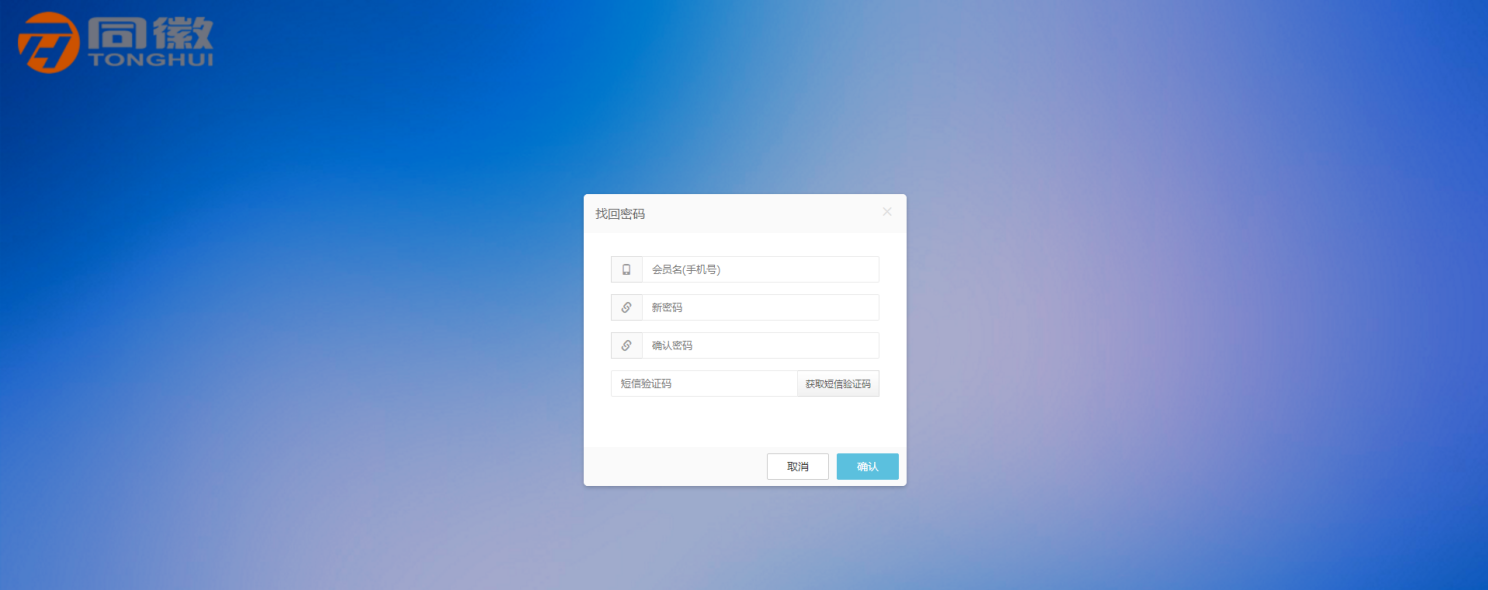 同徽
TONGHUI
找回密码
会员名(手机号)
新密码
确认密码
短信验证码 获取短信验证码
取消 确认